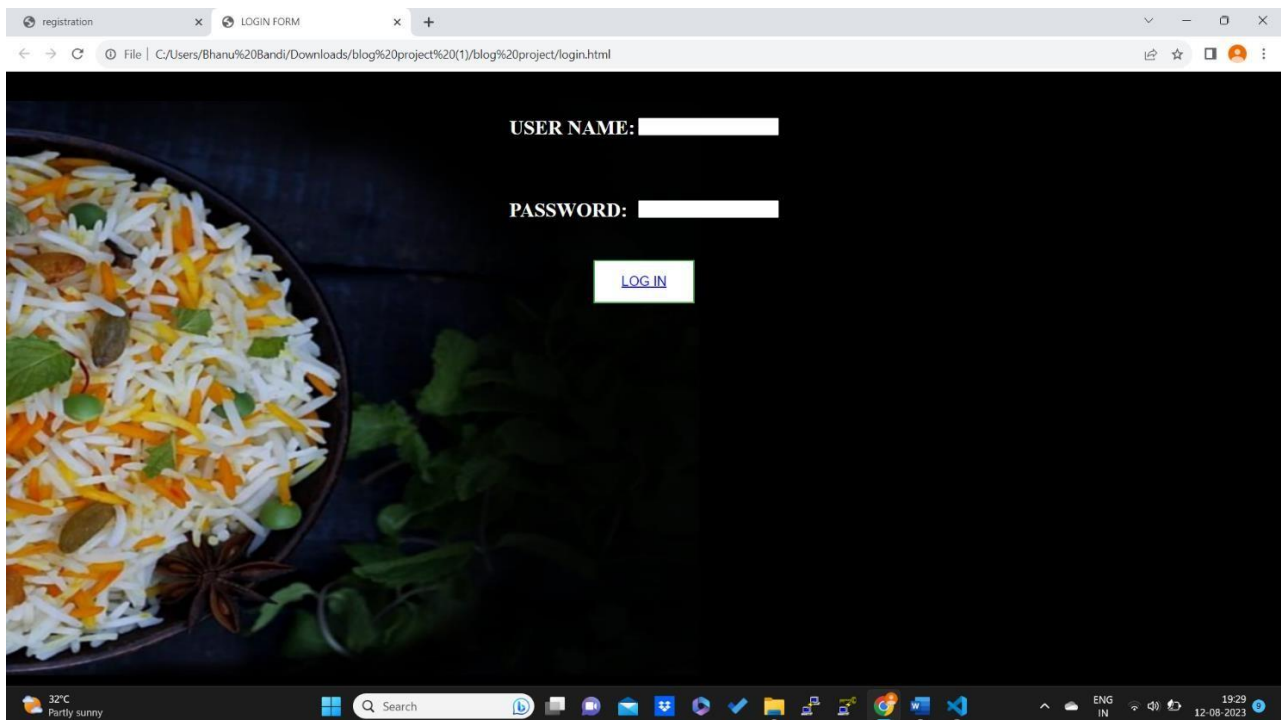 registration
LOGIN FORM
File | C:/Users/Bhanu%20Bandi/Downloads/blog%20project%20(1)/blog%20project/login.html
USER NAME:
PASSWORD:
LOG IN
32°C
Partly sunny
Search
ENG
IN
19:29
12-08-2023
9